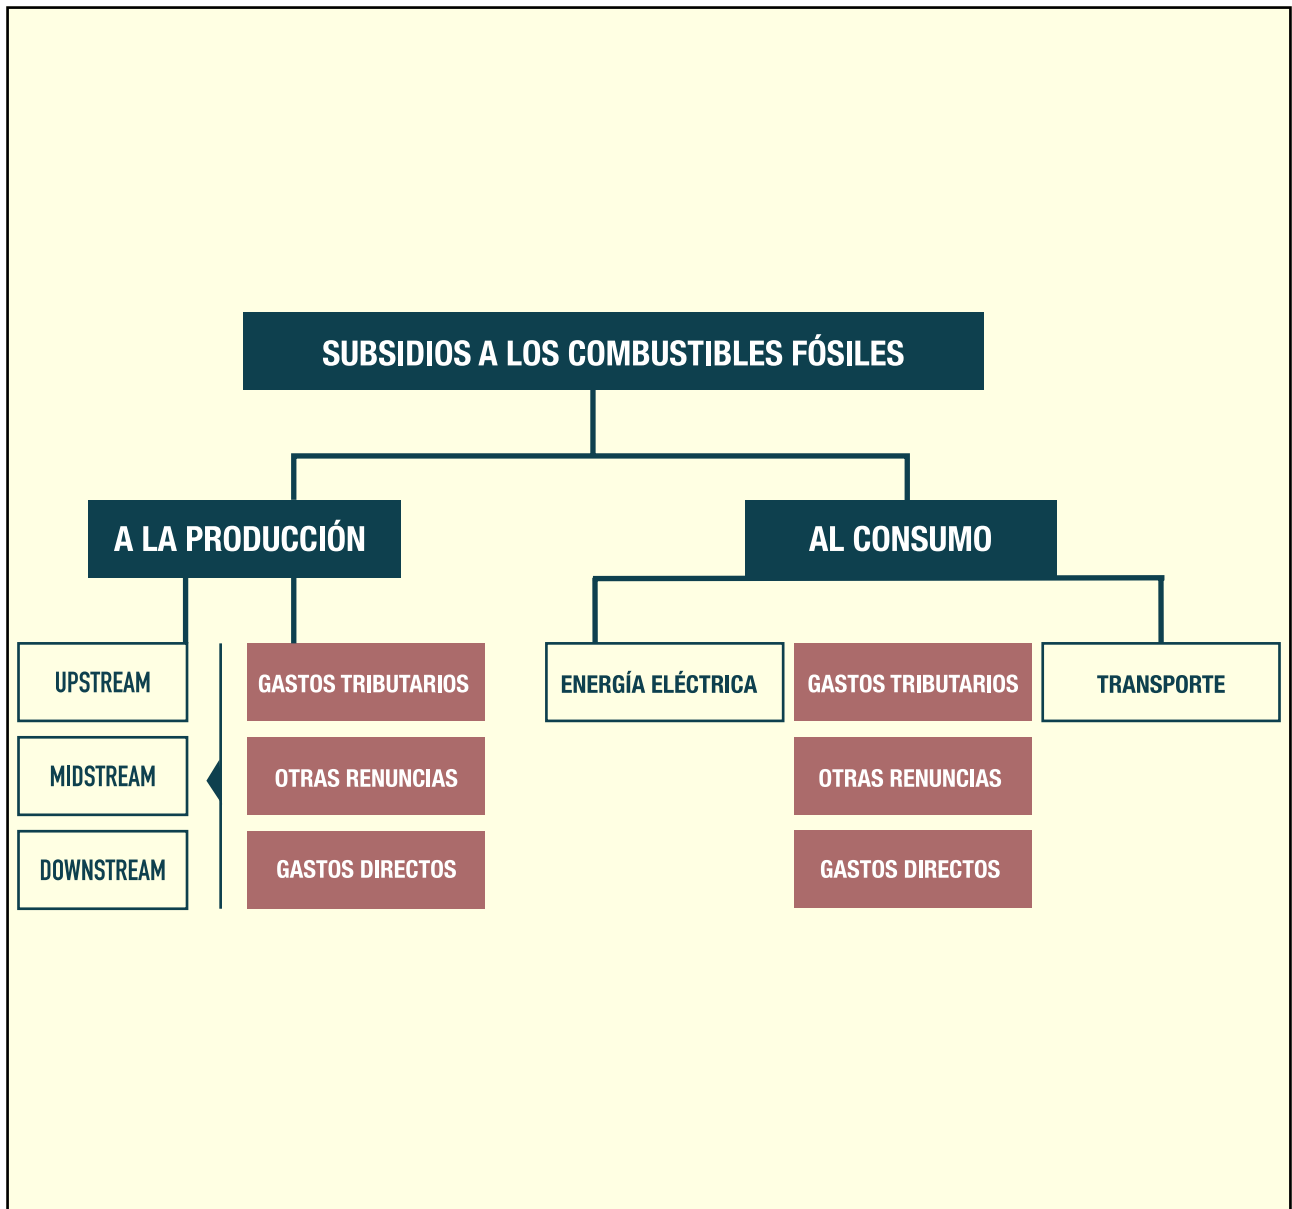 SUBSIDIOS A LOS COMBUSTIBLES FÓSILES
A LA PRODUCCIÓN
AL CONSUMO
UPSTREAM
GASTOS TRIBUTARIOS
ENERGÍA ELÉCTRICA
GASTOS TRIBUTARIOS
TRANSPORTE
MIDSTREAM
OTRAS RENUNCIAS
OTRAS RENUNCIAS
DOWNSTREAM
GASTOS DIRECTOS
GASTOS DIRECTOS